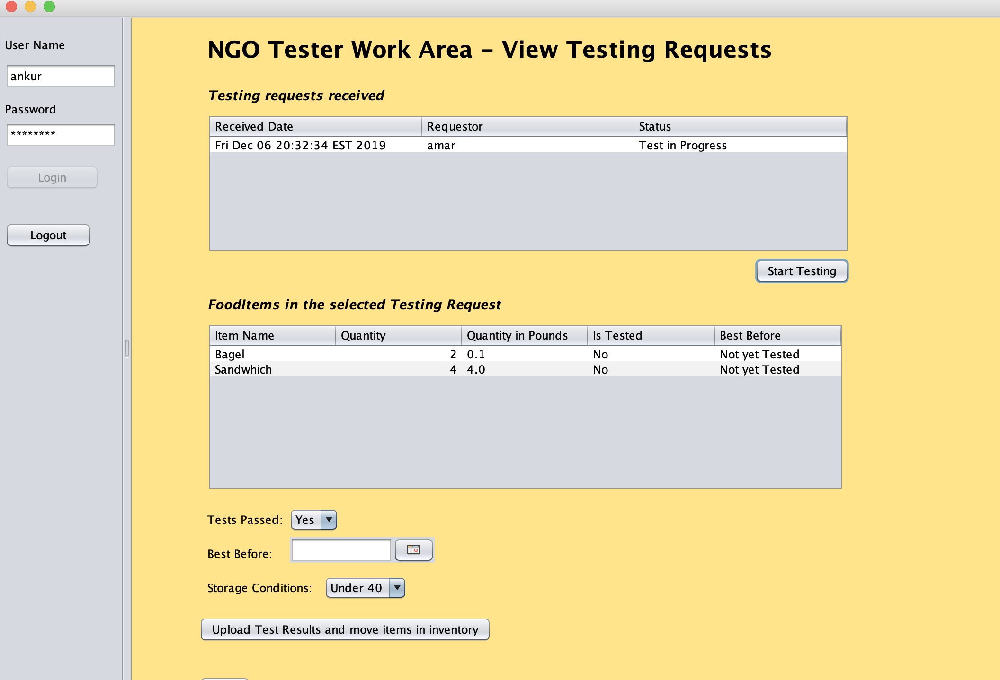 User Name
ankur
Password
********
Login
Logout
NGO Tester Work Area - View Testing Requests
Testing requests received
Received Date Requestor Status
Fri Dec 06 20:32:34 EST 2019 amar Test in Progress
Start Testing
FoodItems in the selected Testing Request
Item Name Quantity Quantity in Pounds Is Tested Best Before
Bagel 2 0.1 No Not yet Tested
Sandwhich 4 4.0 No Not yet Tested
Tests Passed: Yes
Best Before:
Storage Conditions: Under 40
Upload Test Results and move items in inventory